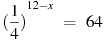 (1/4)^{12-x} = 64